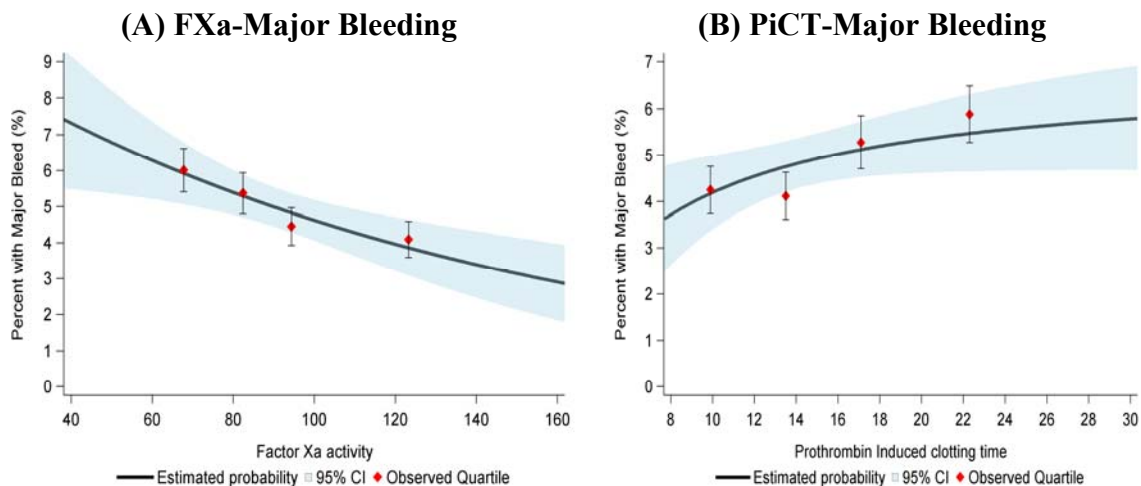 (A) FXa-Major Bleeding
Percent with Major Bleed (%)
9
8
7
6
5
4
3
2
1
0
40 60 80 100 120 140 160
Factor Xa activity
Estimated probability 95% CI Observed Quartile
(B) PiCT-Major Bleeding
Percent with Major Bleed (%)
7
6
5
4
3
2
1
0
8 10 12 14 16 18 20 22 24 26 28 30
Prothrombin Induced clotting time
Estimated probability 95% CI Observed Quartile